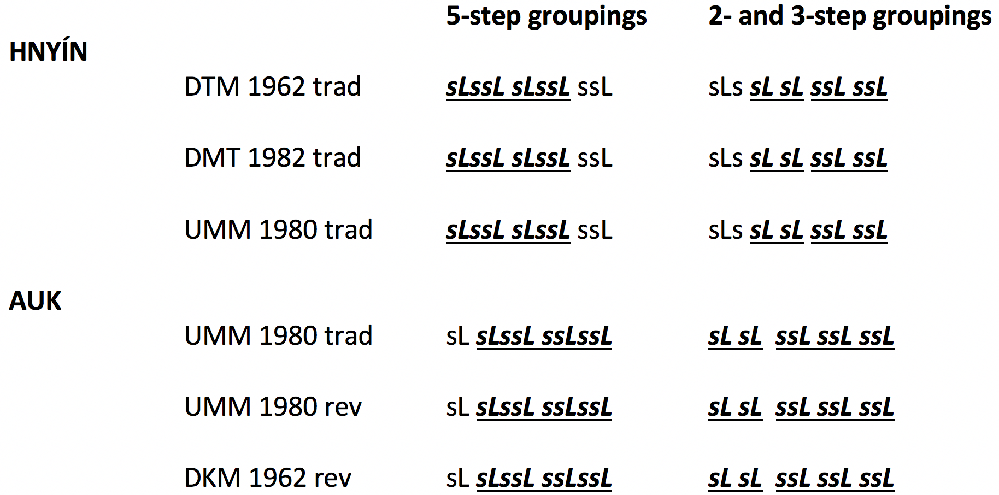 5-step groupings 2- and 3-step groupings
HNYÍN
DTM 1962 trad sLssL sLssL ssL sLs sL sL ssL ssL
DMT 1982 trad sLssL sLssL ssL sLs sL sL ssL ssL
UMM 1980 trad sLssL sLssL ssL sLs sL sL ssL ssL
AUK
UMM 1980 trad sL sLssL ssLssL sL sL ssL ssL ssL
UMM 1980 rev sL sLssL ssLssL sL sL ssL ssL ssL
DKM 1962 rev sL sLssL ssLssL sL sL ssL ssL ssL